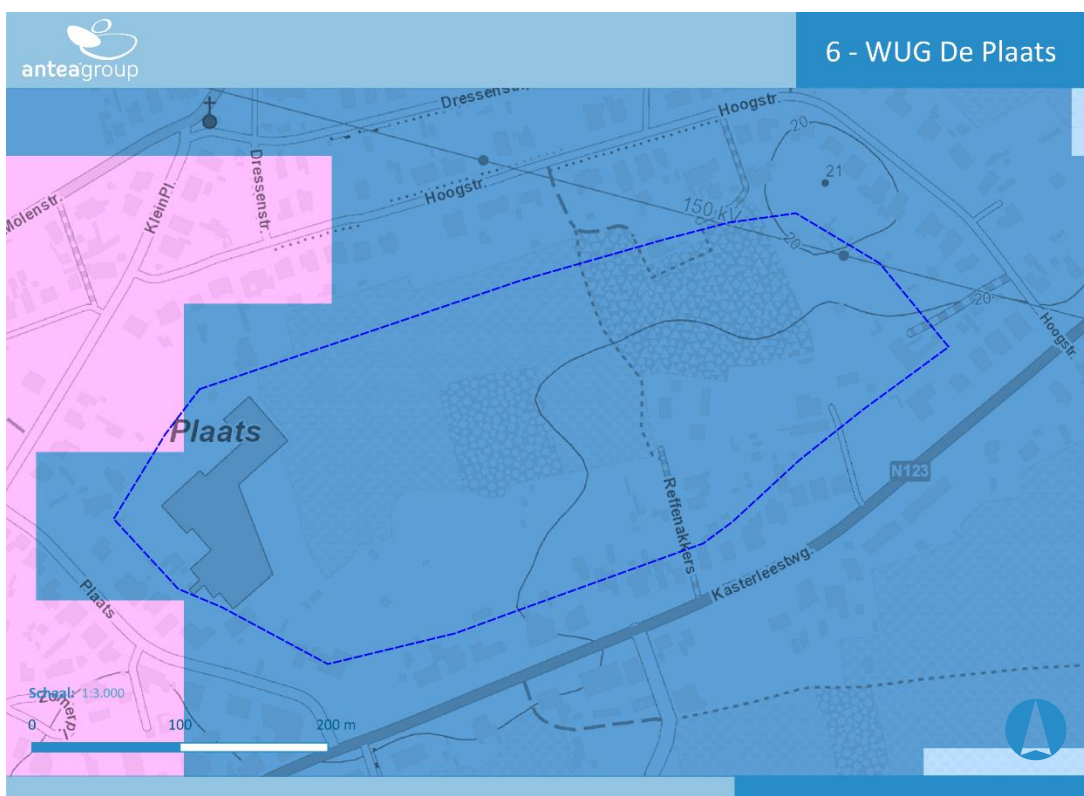 anteagroup
6 - WUG De Plaats
Dressenstr.
Hoogstr.
Molenstr.
KleinPl.
Dressenstr.
Hoogstr.
20
21
150 kV
20
20
Hoogstr.
Plaats
N123
Reffenakkers
Kasterleestwg.
Plaats
Schaal: 1:3.000
0 100 200 m